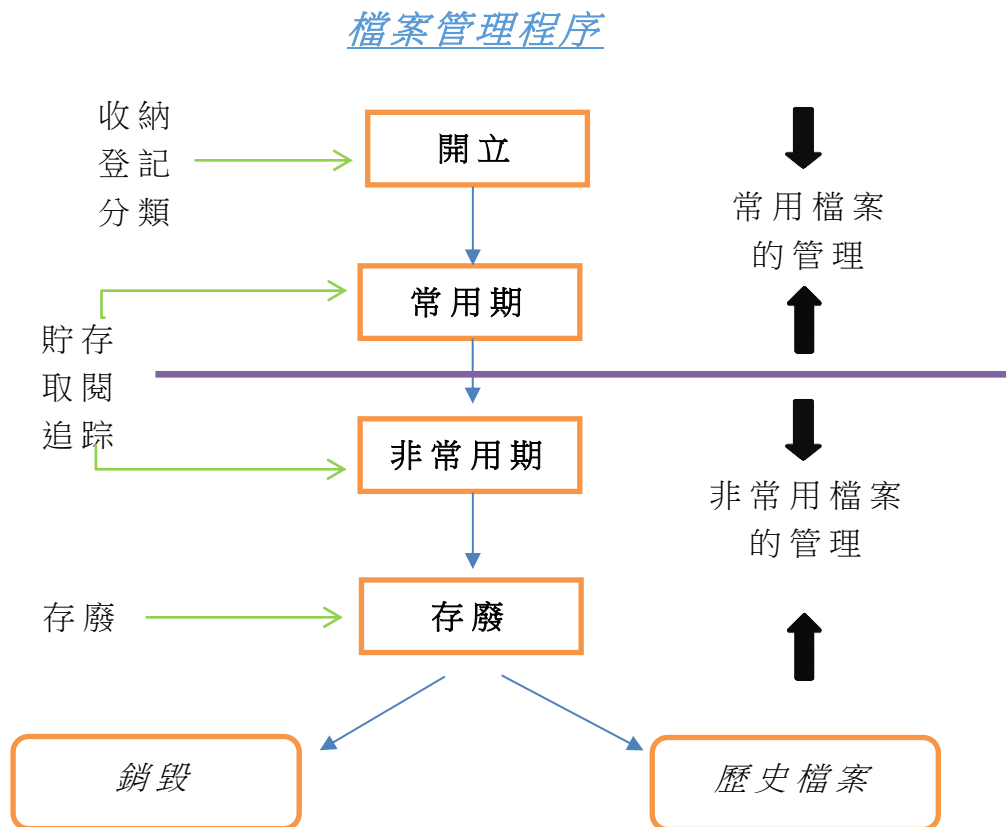 檔案管理程序
收納
登記
分類
開立
常用檔案
的管理
常用期
貯存
取閱
追踪
非常用期
非常用檔案
的管理
存廢
存廢
銷毀
歷史檔案